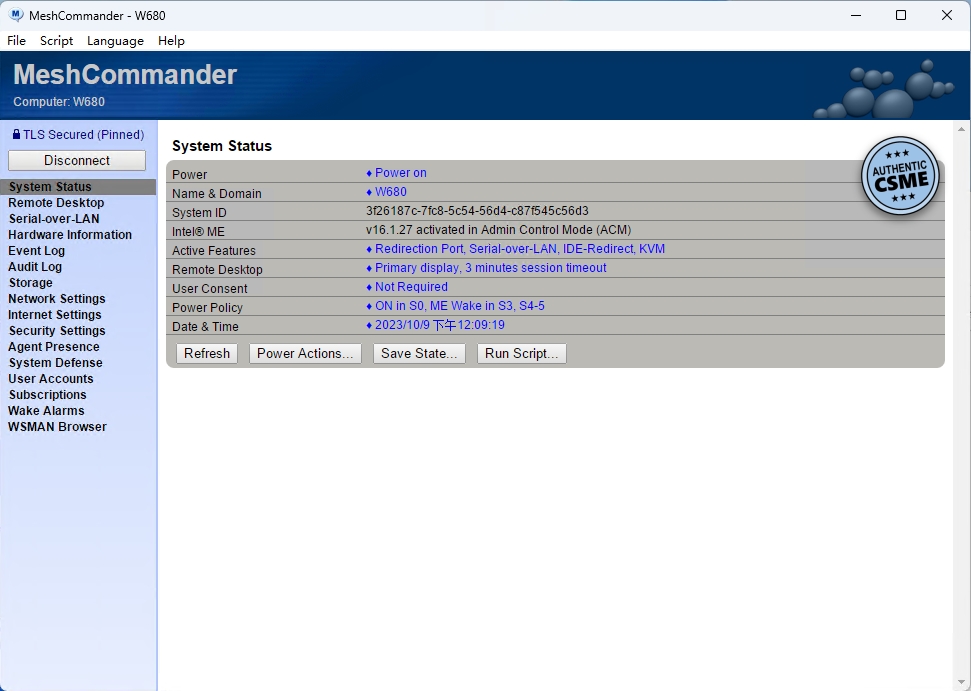 MeshCommander - W680
File Script Language Help
MeshCommander
Computer: W680
TLS Secured (Pinned)
Disconnect
System Status
Remote Desktop
Serial-over-LAN
Hardware Information
Event Log
Audit Log
Storage
Network Settings
Internet Settings
Security Settings
Agent Presence
System Defense
User Accounts
Subscriptions
Wake Alarms
WSMAN Browser
System Status
AUTHENTIC
CSME
Power ♦ Power on
Name & Domain ♦ W680
System ID 3f26187c-7fc8-5c54-56d4-c87f545c56d3
Intel® ME v16.1.27 activated in Admin Control Mode (ACM)
Active Features ♦ Redirection Port, Serial-over-LAN, IDE-Redirect, KVM
Remote Desktop ♦ Primary display, 3 minutes session timeout
User Consent ♦ Not Required
Power Policy ♦ ON in S0, ME Wake in S3, S4-5
Date & Time ♦ 2023/10/9 下午12:09:19
Refresh Power Actions... Save State... Run Script...